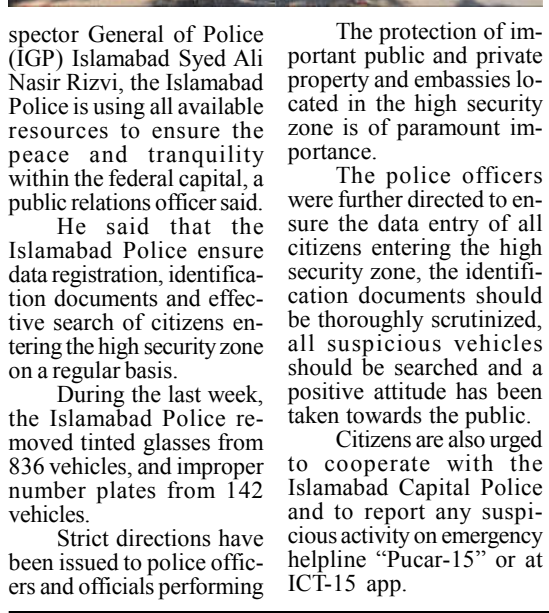 spector General of Police
(IGP) Islamabad Syed Ali
Nasir Rizvi, the Islamabad
Police is using all available
resources to ensure the
peace and tranquility
within the federal capital, a
public relations officer said.
He said that the
Islamabad Police ensure
data registration, identifica-
tion documents and effec-
tive search of citizens en-
tering the high security zone
on a regular basis.
During the last week,
the Islamabad Police re-
moved tinted glasses from
836 vehicles, and improper
number plates from 142
vehicles.
Strict directions have
been issued to police offic-
ers and officials performing
The protection of im-
portant public and private
property and embassies lo-
cated in the high security
zone is of paramount im-
portance.
The police officers
were further directed to en-
sure the data entry of all
citizens entering the high
security zone, the identifi-
cation documents should
be thoroughly scrutinized,
all suspicious vehicles
should be searched and a
positive attitude has been
taken towards the public.
Citizens are also urged
to cooperate with the
Islamabad Capital Police
and to report any suspi-
cious activity on emergency
helpline “Pucar-15” or at
ICT-15 app.